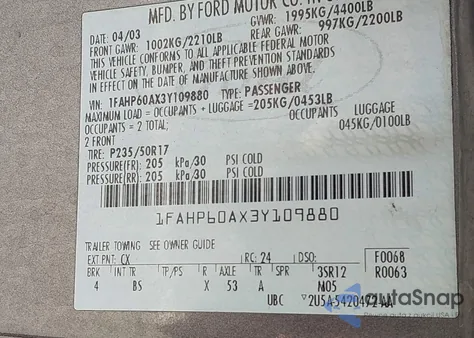 MFD. BY FORD MOTOR CO.
DATE: 04/03 GVWR: 1995KG/4400LB
FRONT GAWR: 1002KG/2210LB REAR GAWR: 997KG/2200LB
THIS VEHICLE CONFORMS TO ALL APPLICABLE FEDERAL MOTOR
VEHICLE SAFETY, BUMPER, AND THEFT PREVENTION STANDARDS
IN EFFECT ON THE DATE OF MANUFACTURE SHOWN ABOVE.
VIN: 1FAHP60AX3Y109880 TYPE: PASSENGER
MAXIMUM LOAD = OCCUPANTS + LUGGAGE =205KG/0453LB
OCCUPANTS = 2 TOTAL; OCCUPANTS LUGGAGE
2 FRONT 045KG/0100LB
TIRE: P235/50R17
PRESSURE(FR): 205 kPa/30 PSI COLD
PRESSURE(RR): 205 kPa/30 PSI COLD
1FAHP60AX3Y109880
TRAILER TOWING - SEE OWNER GUIDE
EXT PNT: CX RC: 24 DSO: F0068
BRK INT TR TP/PS R AXLE TR SPR 3SR12 R0063
4 BS X 53 A M05
UBC 2U5A-5420472-AA
autoSnap